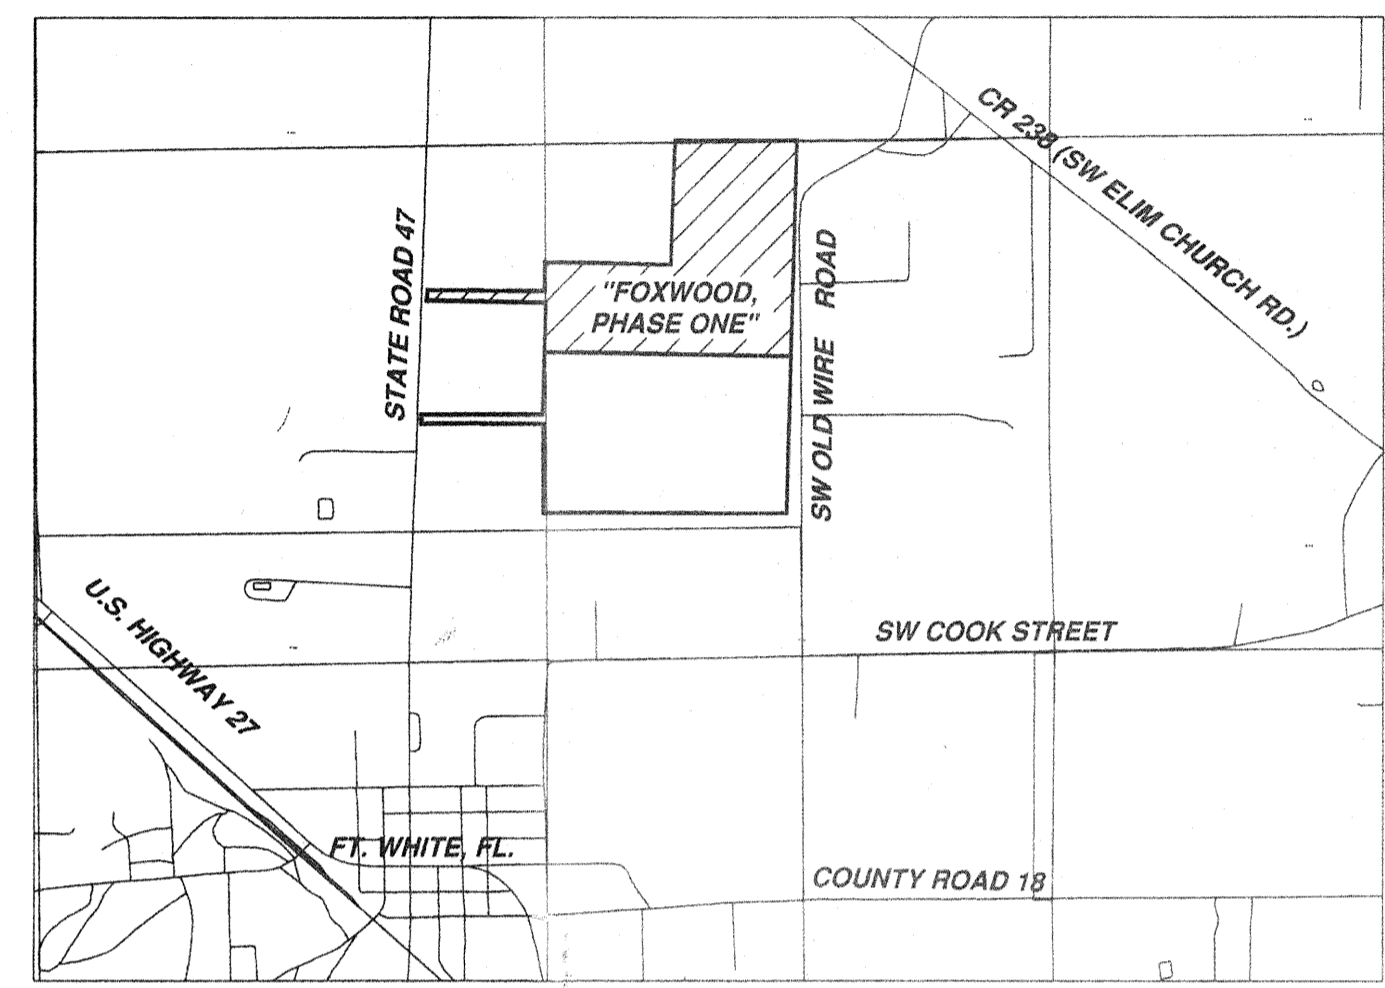 CR 238 (SW ELIM CHURCH RD.)
STATE ROAD 47
"FOXWOOD,
PHASE ONE"
SW OLD WIRE ROAD
U.S. HIGHWAY 27
SW COOK STREET
FT. WHITE, FL.
COUNTY ROAD 18